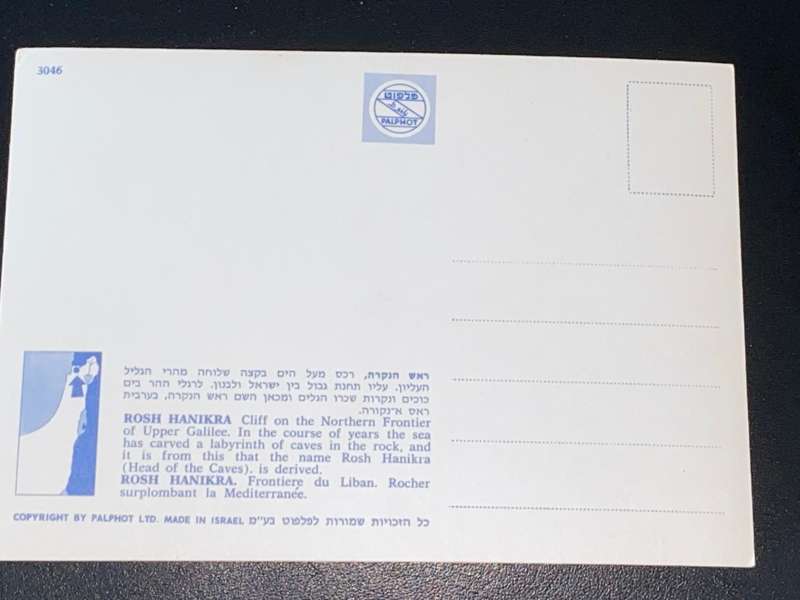 3046
פלפוט
PALPHOT
ראש הנקרה, רכס מעל הים בקצה שלוחה מהרי הגליל
העליון. עליו תחנת גבול בין ישראל ולבנון. לרגלי ההר בים
כוכים ונקרות שכרו הגלים ומכאן השם ראש הנקרה, בערבית
ראס א-נקורה.
ROSH HANIKRA Cliff on the Northern Frontier
of Upper Galilee. In the course of years the sea
has carved a labyrinth of caves in the rock, and
it is from this that the name Rosh Hanikra
(Head of the Caves). is derived.
ROSH HANIKRA. Frontiere du Liban. Rocher
surplombant la Mediterranée.
COPYRIGHT BY PALPHOT LTD. MADE IN ISRAEL כל הזכויות שמורות לפלפוט בע״מ